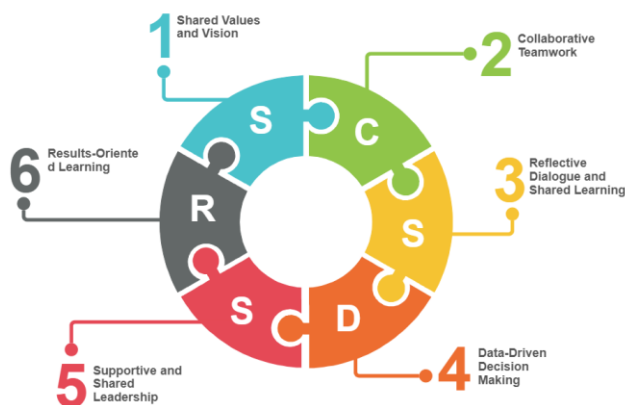 1
Shared Values
and Vision
2
Collaborative
Teamwork
3
Reflective
Dialogue and
Shared Learning
4
Data-Driven
Decision
Making
5
Supportive and
Shared
Leadership
6
Results-Oriente
d Learning
S
C
S
D
S
R